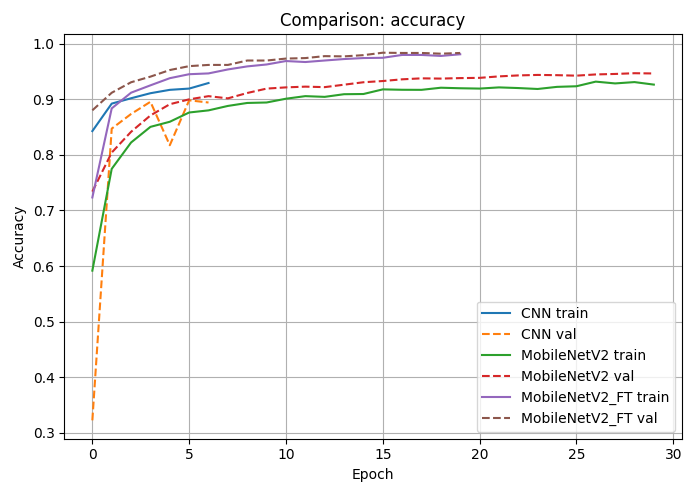 Comparison: accuracy
1.0
0.9
0.8
0.7
0.6
0.5
0.4
0.3
Accuracy
CNN train
CNN val
MobileNetV2 train
MobileNetV2 val
MobileNetV2_FT train
MobileNetV2_FT val
0 5 10 15 20 25 30
Epoch